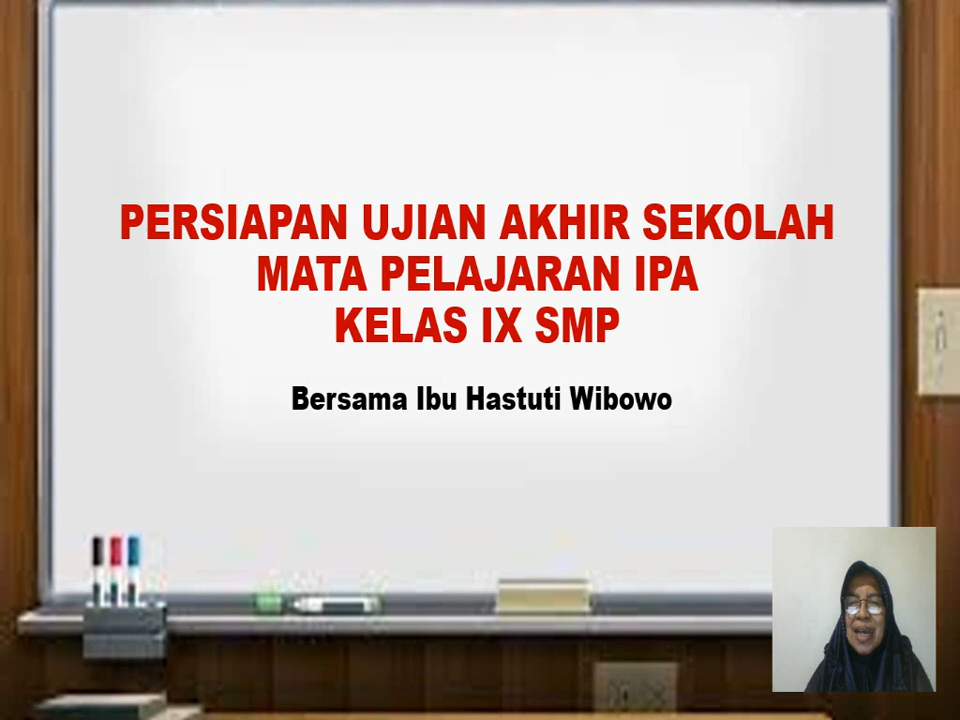 PERSIAPAN UJIAN AKHIR SEKOLAH
MATA PELAJARAN IPA
KELAS IX SMP
Bersama Ibu Hastuti Wibowo